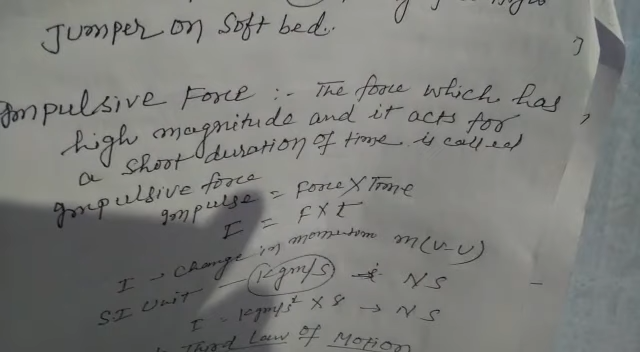 Jumper on Soft bed.
Impulsive Force :- The force which has
high magnitude and it acts for
a short duration of time is called
Impulsive force
Impulse = Force X Time
I = F X t
I → Change in momentum m(v-u)
S.I Unit - Kgm/s NS
I - Kgm/s² X s → NS
Third Law of Motion